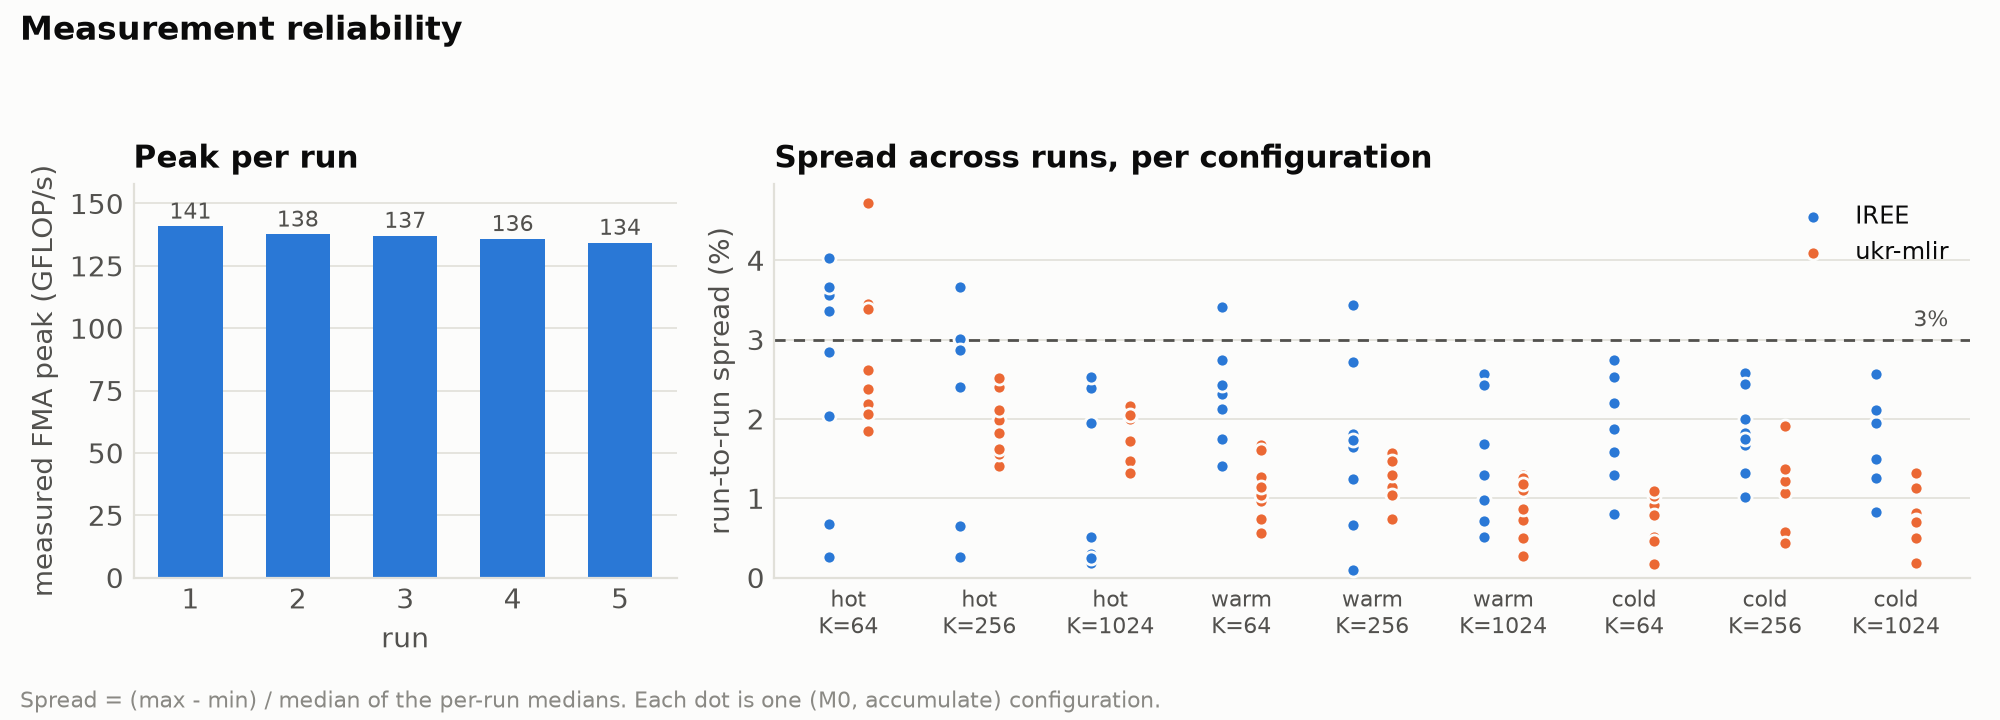 Measurement reliability
Peak per run
measured FMA peak (GFLOP/s)
150
125
100
75
50
25
0
141
138
137
136
134
1 2 3 4 5
run
Spread across runs, per configuration
run-to-run spread (%)
4
3
2
1
0
IREE
ukr-mlir
3%
hot hot hot warm warm warm cold cold cold
K=64 K=256 K=1024 K=64 K=256 K=1024 K=64 K=256 K=1024
Spread = (max - min) / median of the per-run medians. Each dot is one (M0, accumulate) configuration.